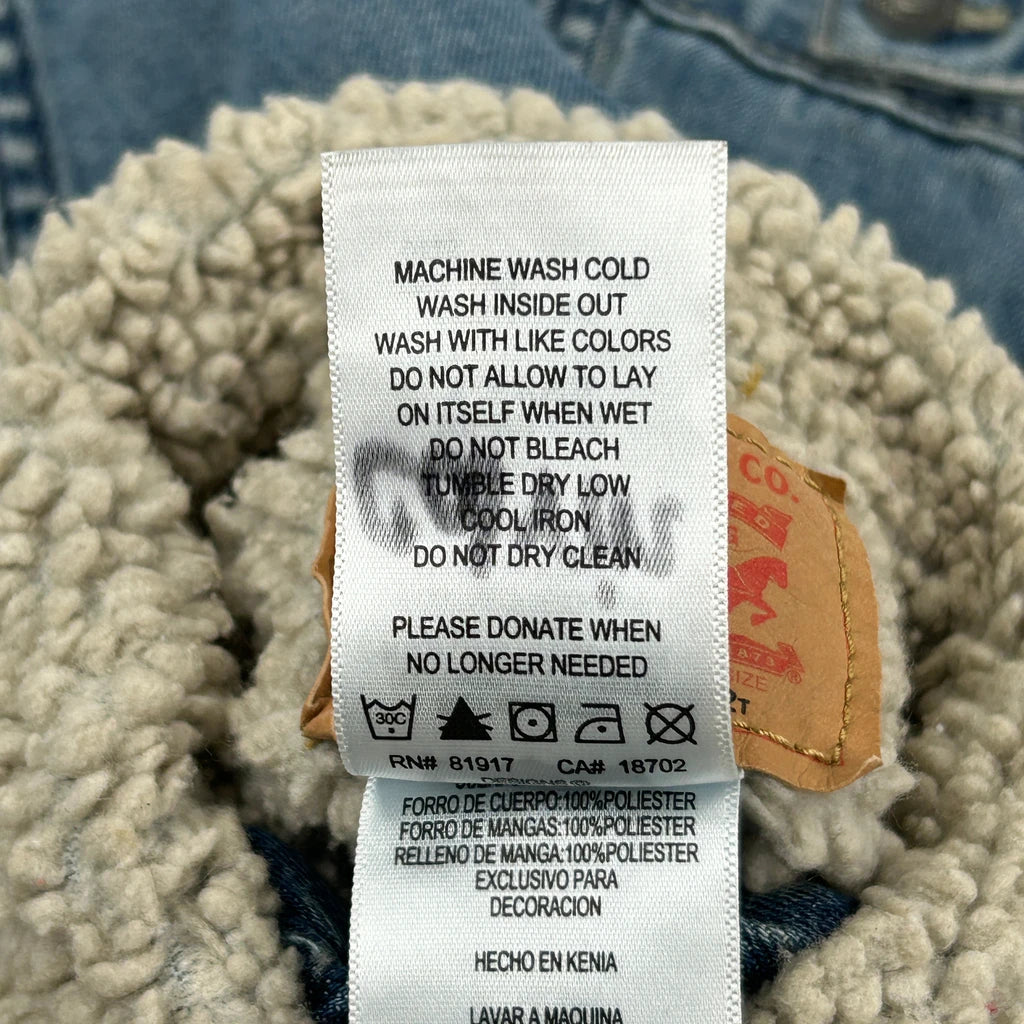 MACHINE WASH COLD
WASH INSIDE OUT
WASH WITH LIKE COLORS
DO NOT ALLOW TO LAY
ON ITSELF WHEN WET
DO NOT BLEACH
TUMBLE DRY LOW
COOL IRON
DO NOT DRY CLEAN
PLEASE DONATE WHEN
NO LONGER NEEDED
30C
RN# 81917 CA# 18702
CO.
SIZE
2T
FORRO DE CUERPO:100%POLIESTER
FORRO DE MANGAS:100%POLIESTER
RELLENO DE MANGA:100%POLIESTER
EXCLUSIVO PARA
DECORACION
HECHO EN KENIA
LAVAR A MAQUINA